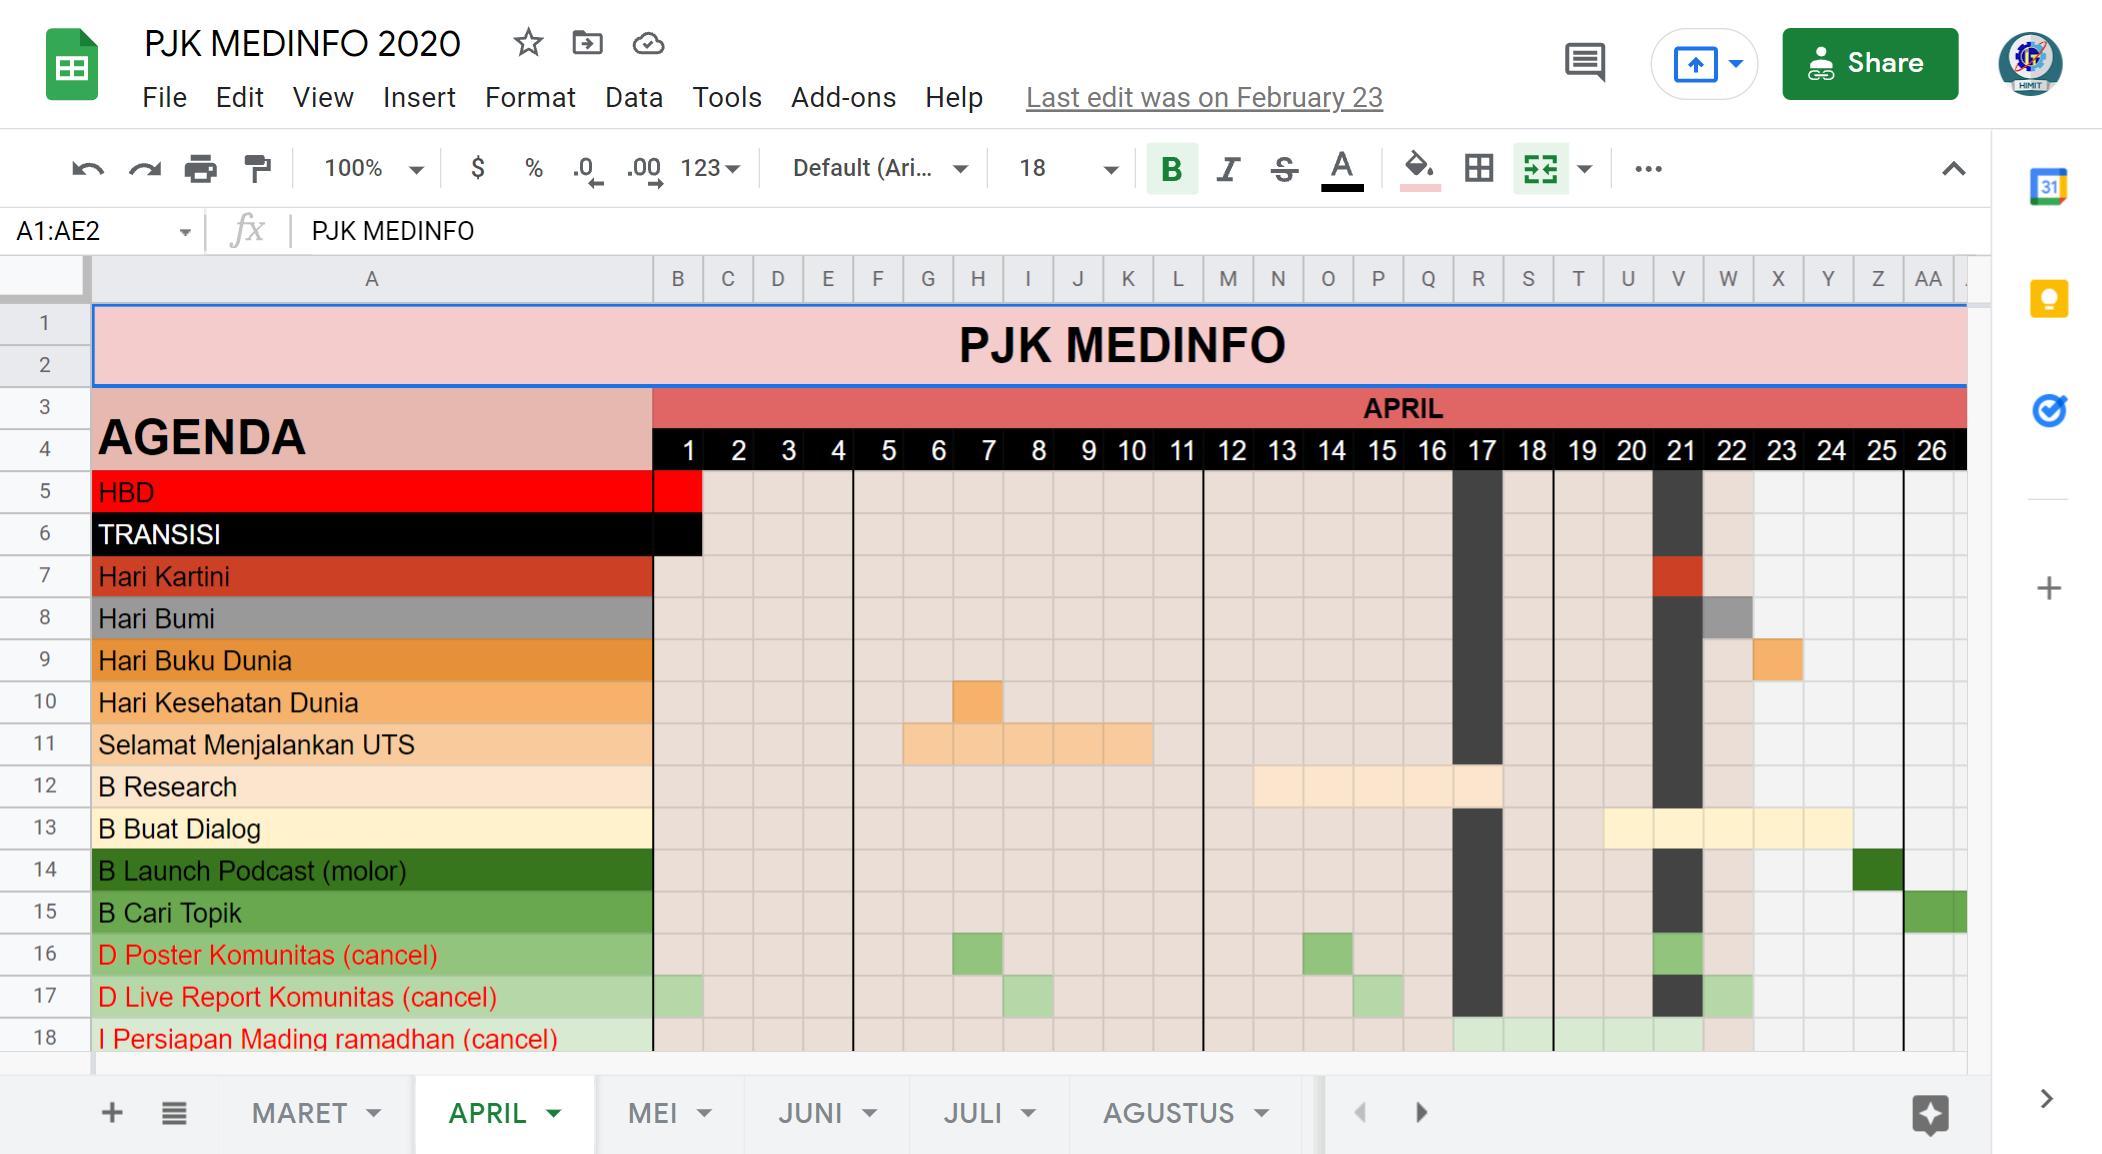 PJK MEDINFO 2020
File Edit View Insert Format Data Tools Add-ons Help Last edit was on February 23
Share
HIMIT
100% $ % .0 .00 123 Default (Ari... 18 B I S A ...
31
A1:AE2 fx PJK MEDINFO
A B C D E F G H I J K L M N O P Q R S T U V W X Y Z AA
1 PJK MEDINFO
2
3 AGENDA APRIL
4 1 2 3 4 5 6 7 8 9 10 11 12 13 14 15 16 17 18 19 20 21 22 23 24 25 26
5 HBD
6 TRANSISI
7 Hari Kartini
8 Hari Bumi
9 Hari Buku Dunia
10 Hari Kesehatan Dunia
11 Selamat Menjalankan UTS
12 B Research
13 B Buat Dialog
14 B Launch Podcast (molor)
15 B Cari Topik
16 D Poster Komunitas (cancel)
17 D Live Report Komunitas (cancel)
18 I Persiapan Mading ramadhan (cancel)
MARET APRIL MEI JUNI JULI AGUSTUS